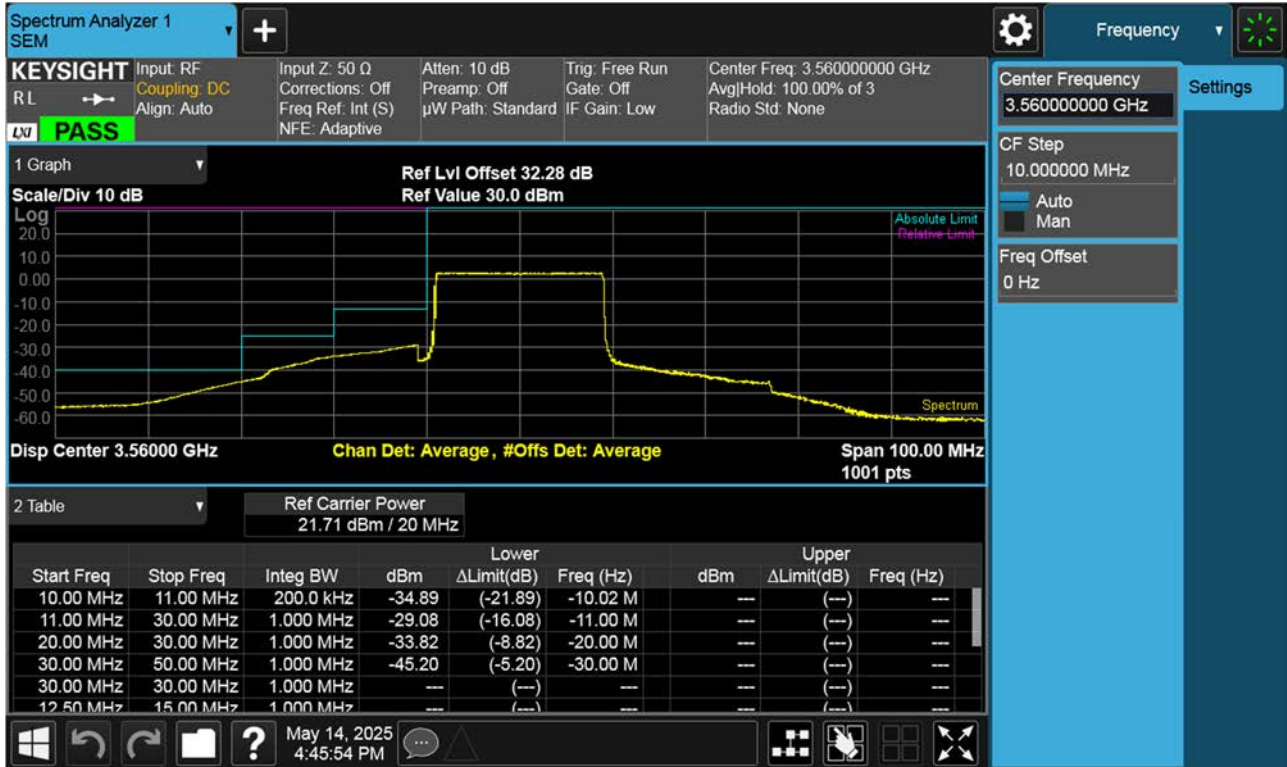 Spectrum Analyzer 1
SEM
Frequency
KEYSIGHT
RL
LXI
PASS
Input: RF
Coupling: DC
Align: Auto
Input Z: 50 Ω
Corrections: Off
Freq Ref: Int (S)
NFE: Adaptive
Atten: 10 dB
Preamp: Off
µW Path: Standard
Trig: Free Run
Gate: Off
IF Gain: Low
Center Freq: 3.560000000 GHz
Avg|Hold: 100.00% of 3
Radio Std: None
Center Frequency
3.560000000 GHz
Settings
CF Step
10.000000 MHz
Auto
Man
Freq Offset
0 Hz
1 Graph
Scale/Div 10 dB
Ref Lvl Offset 32.28 dB
Ref Value 30.0 dBm
Log
20.0
10.0
0.00
-10.0
-20.0
-30.0
-40.0
-50.0
-60.0
Absolute Limit
Relative Limit
Spectrum
Disp Center 3.56000 GHz
Chan Det: Average, #Offs Det: Average
Span 100.00 MHz
1001 pts
2 Table
Ref Carrier Power
21.71 dBm / 20 MHz
Lower Upper
Start Freq Stop Freq Integ BW dBm ΔLimit(dB) Freq (Hz) dBm ΔLimit(dB) Freq (Hz)
10.00 MHz 11.00 MHz 200.0 kHz -34.89 (-21.89) -10.02 M --- (---) ---
11.00 MHz 30.00 MHz 1.000 MHz -29.08 (-16.08) -11.00 M --- (---) ---
20.00 MHz 30.00 MHz 1.000 MHz -33.82 (-8.82) -20.00 M --- (---) ---
30.00 MHz 50.00 MHz 1.000 MHz -45.20 (-5.20) -30.00 M --- (---) ---
30.00 MHz 30.00 MHz 1.000 MHz --- (---) --- --- (---) ---
12.50 MHz 15.00 MHz 1.000 MHz --- (---) --- --- (---) ---
May 14, 2025
4:45:54 PM